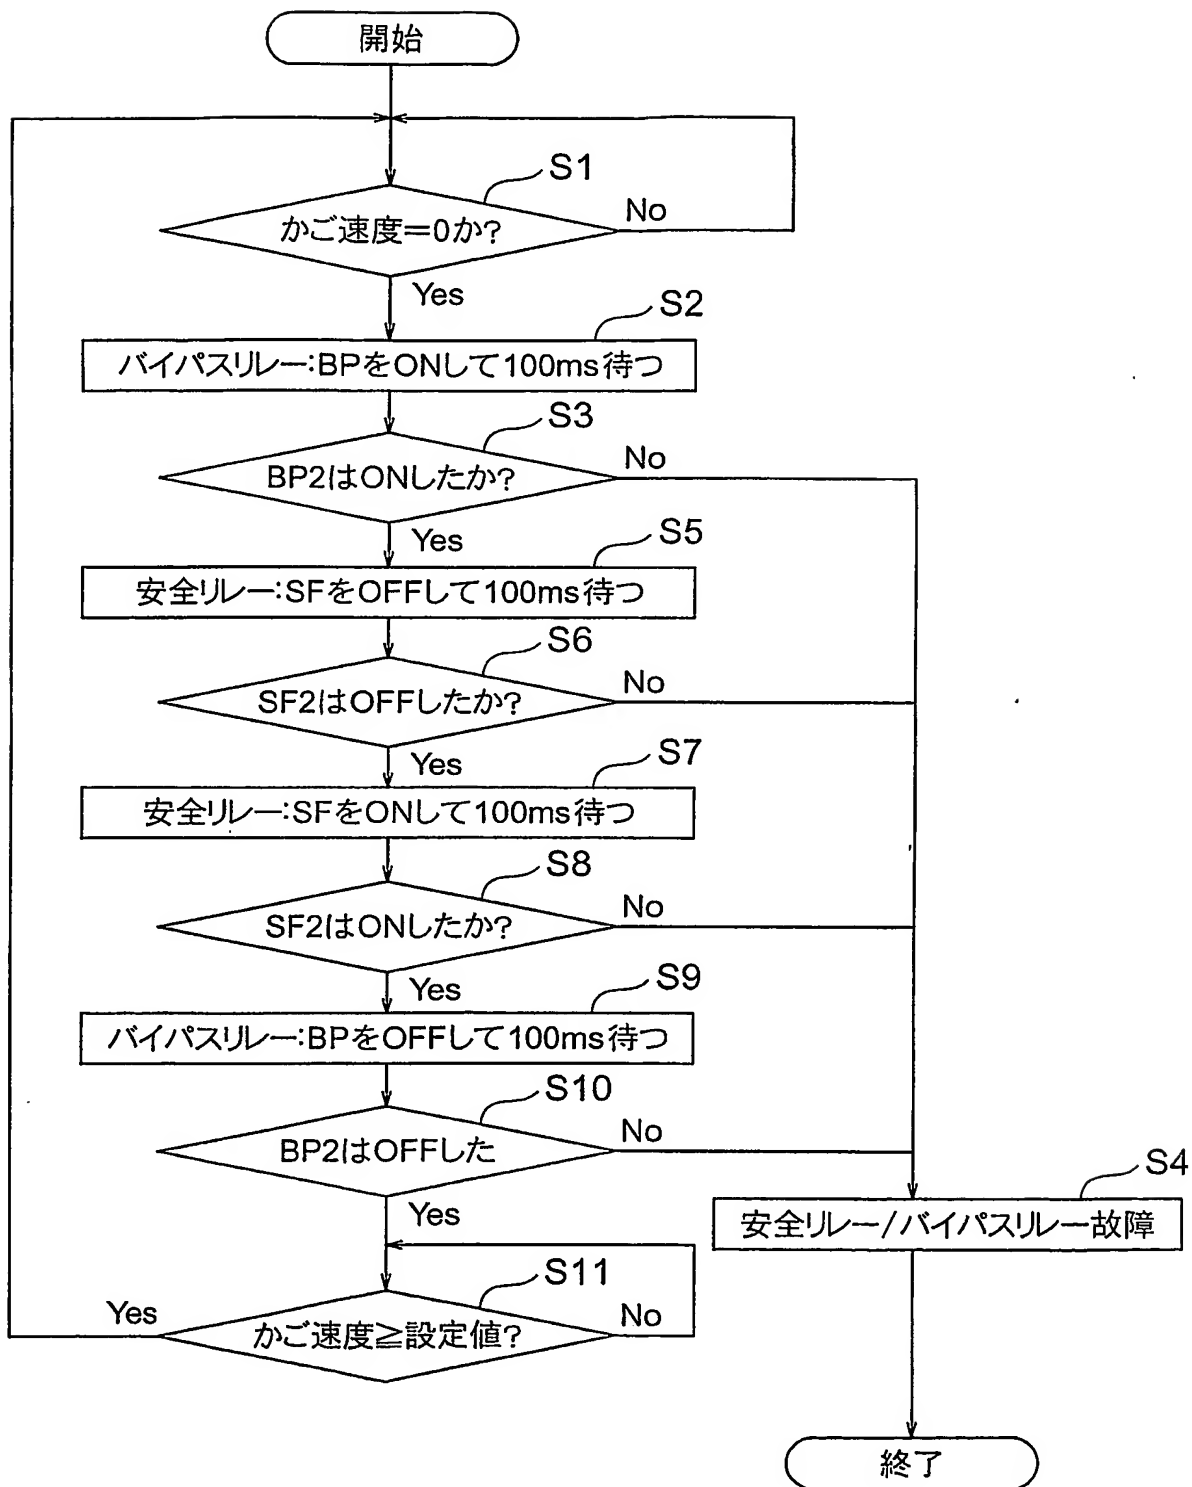 開始
S1
かご速度=0か?
No
Yes
S2
バイパスリレー:BPをONして100ms待つ
S3
BP2はONしたか?
No
Yes
S5
安全リレー:SFをOFFして100ms待つ
S6
SF2はOFFしたか?
No
Yes
S7
安全リレー:SFをONして100ms待つ
S8
SF2はONしたか?
No
Yes
S9
バイパスリレー:BPをOFFして100ms待つ
S10
BP2はOFFした
No
Yes
S4
安全リレー/バイパスリレー故障
S11
かご速度≧設定値?
Yes
No
終了